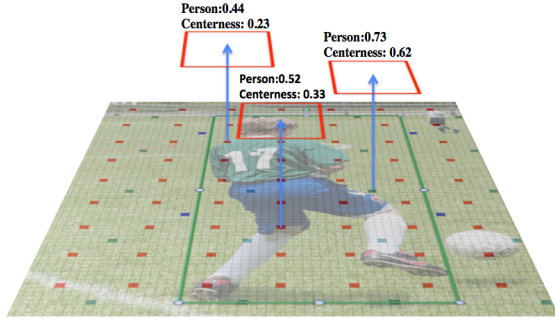 Person:0.44
Centerness: 0.23
Person:0.73
Centerness: 0.62
Person:0.52
Centerness: 0.33
17